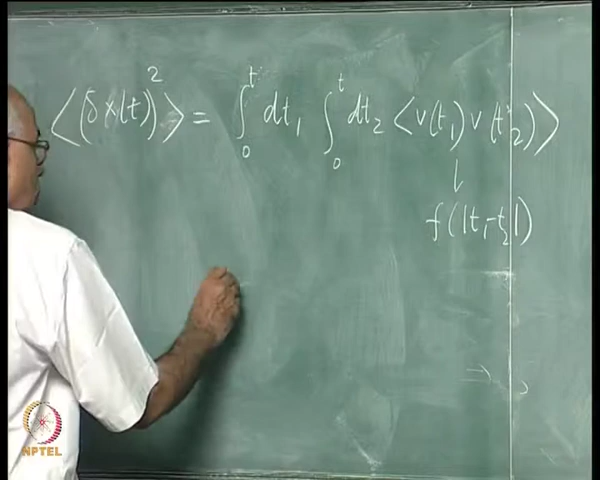 ⟨(δx(t))²⟩ = ∫₀ᵗ dt₁ ∫₀ᵗ dt₂ ⟨v(t₁) v(t₂)⟩
f(|t₁-t₂|)
NPTEL